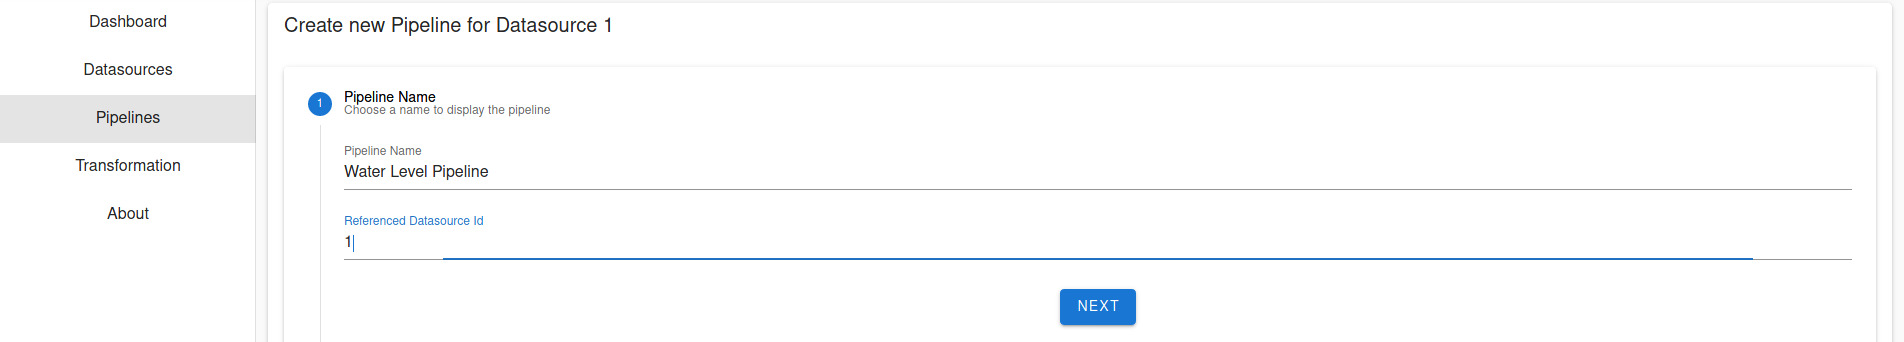 Dashboard
Datasources
Pipelines
Transformation
About
Create new Pipeline for Datasource 1
1
Pipeline Name
Choose a name to display the pipeline
Pipeline Name
Water Level Pipeline
Referenced Datasource Id
1
NEXT